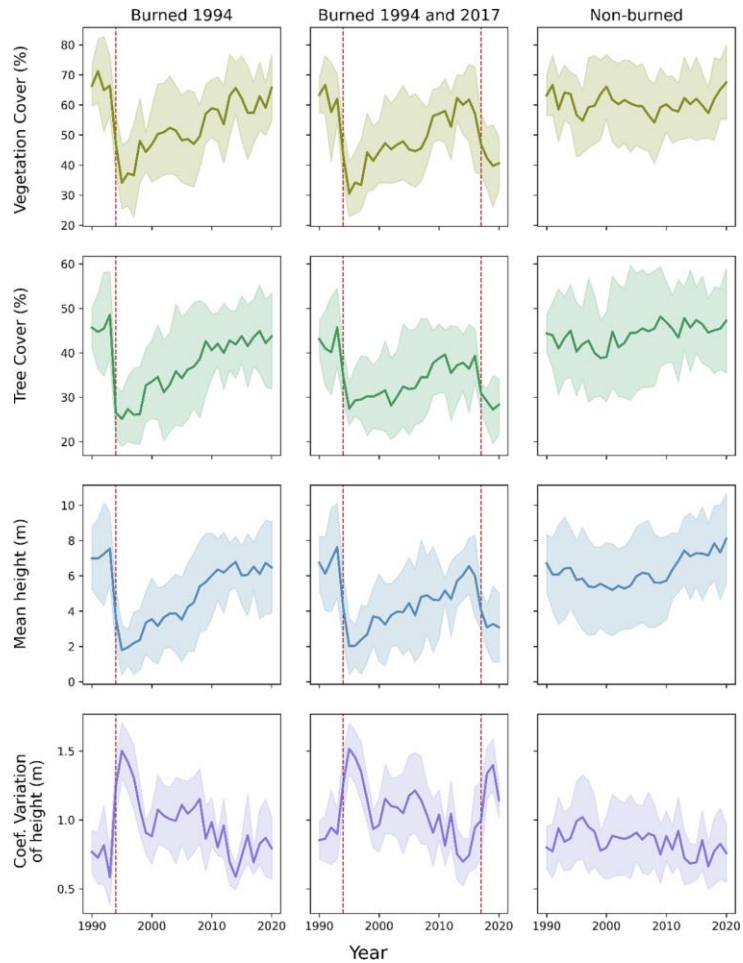 Burned 1994
Burned 1994 and 2017
Non-burned
Vegetation Cover (%)
80
70
60
50
40
30
20
Tree Cover (%)
60
50
40
30
20
Mean height (m)
10
8
6
4
2
0
Coef. Variation
of height (m)
1.5
1.0
0.5
1990 2000 2010 2020
1990 2000 2010 2020
1990 2000 2010 2020
Year